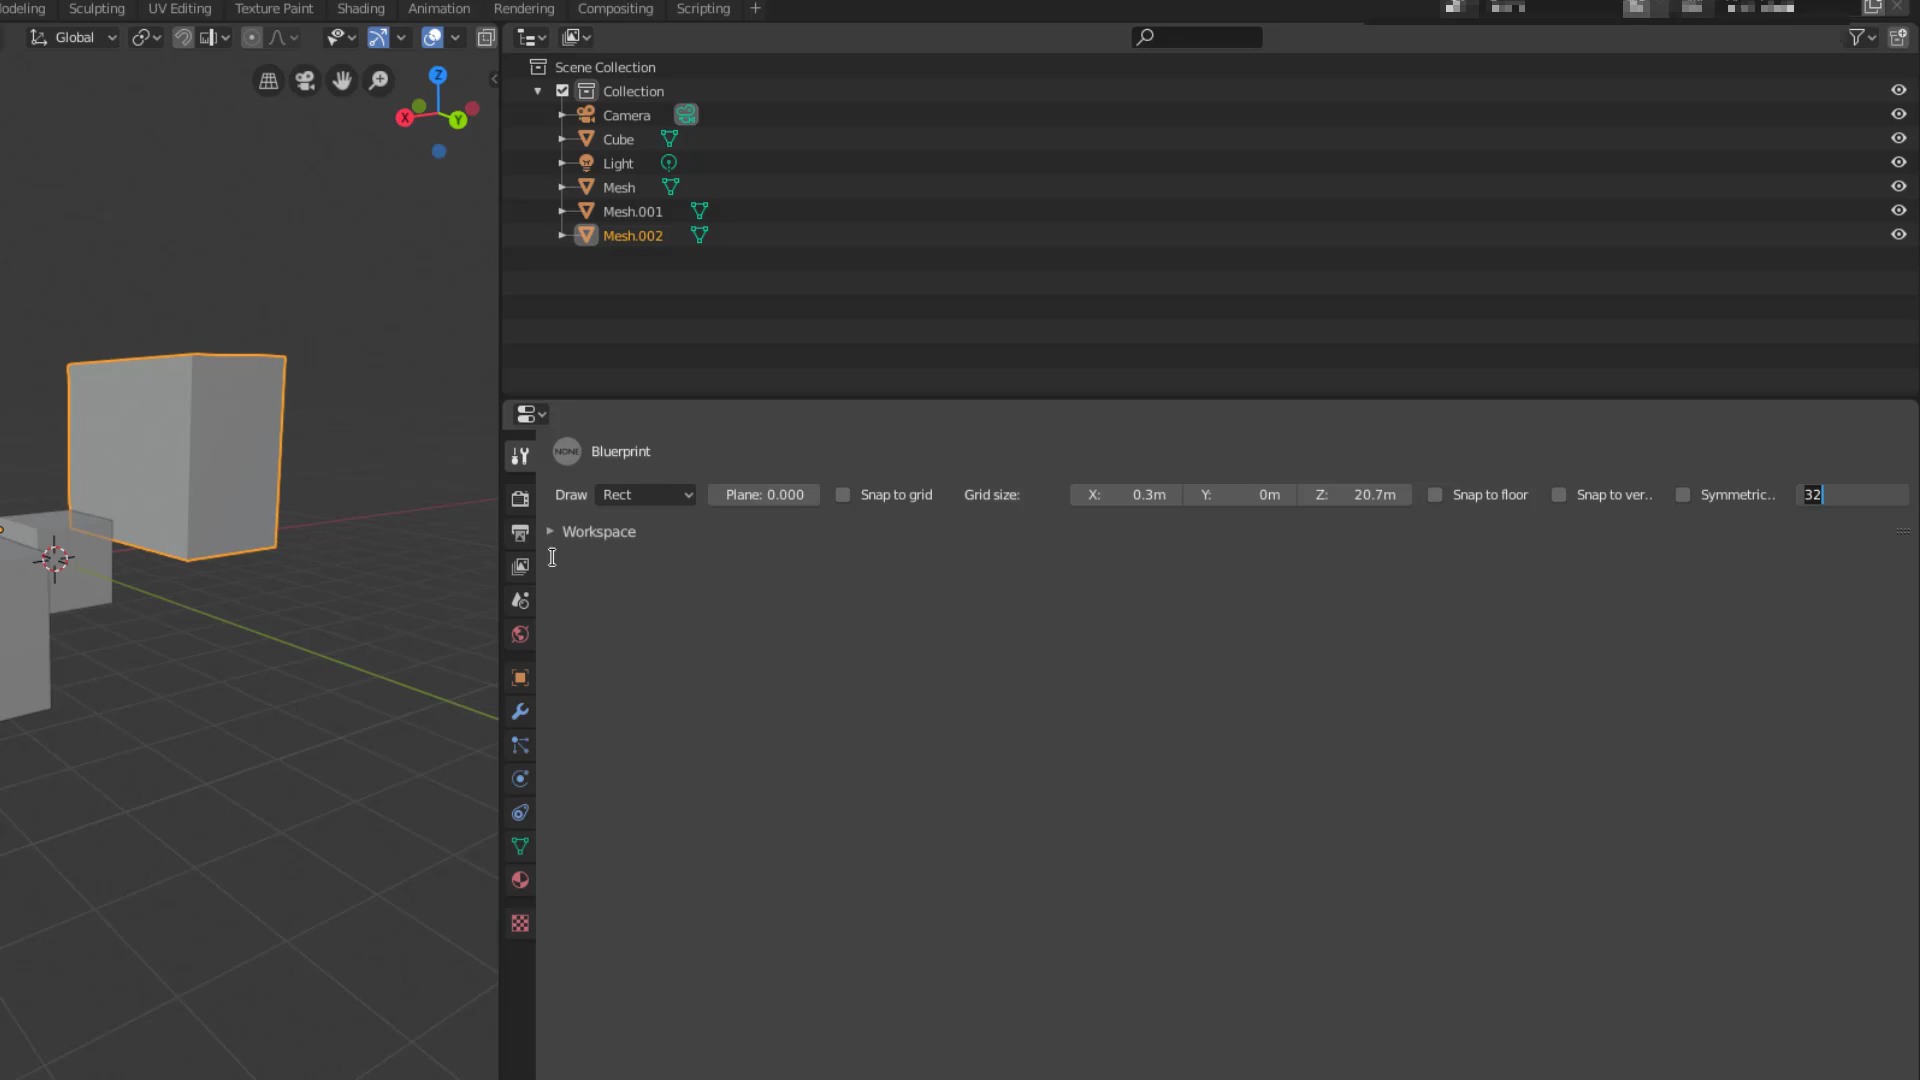 odeling Sculpting UV Editing Texture Paint Shading Animation Rendering Compositing Scripting +
Global
Z
X
Y
Scene Collection
Collection
Camera
Cube
Light
Mesh
Mesh.001
Mesh.002
NONE Bluerprint
Draw Rect Plane: 0.000 Snap to grid Grid size: X: 0.3m Y: 0m Z: 20.7m Snap to floor Snap to ver.. Symmetric.. 32
Workspace